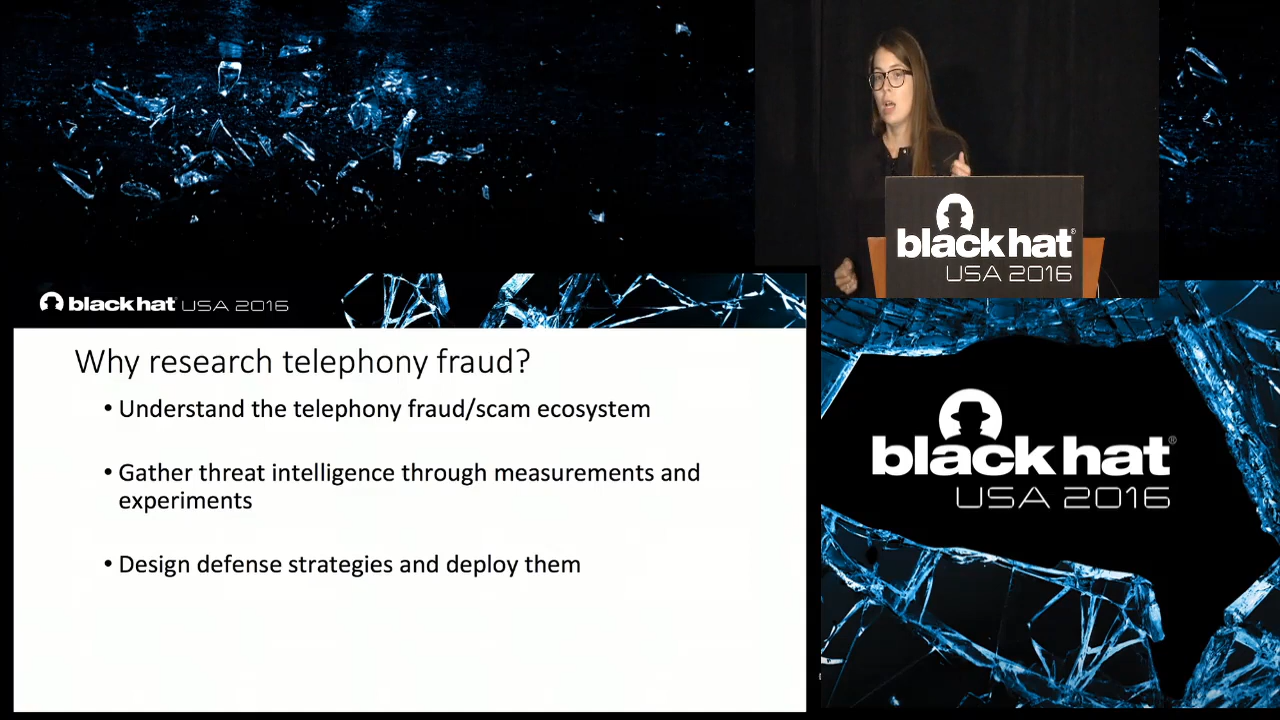 black hat®
USA 2016
black hat® USA 2016
Why research telephony fraud?
• Understand the telephony fraud/scam ecosystem
• Gather threat intelligence through measurements and
experiments
• Design defense strategies and deploy them
black hat®
USA 2016